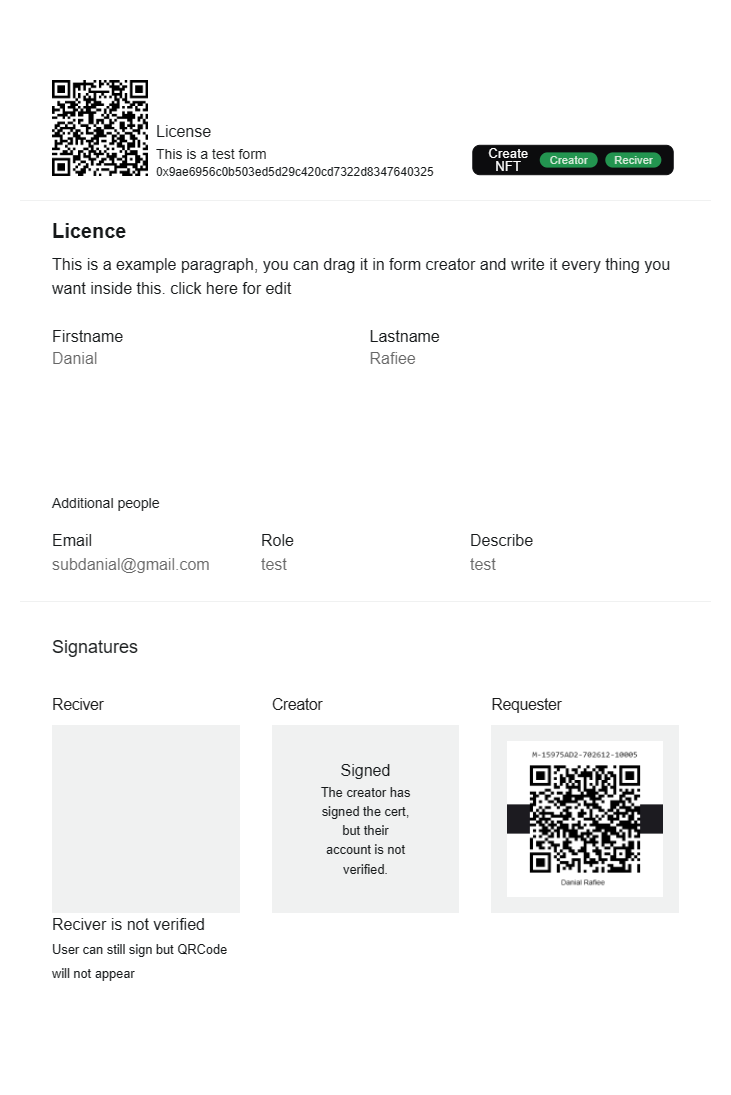 License
This is a test form
0x9ae6956c0b503ed5d29c420cd7322d8347640325
Create
NFT
Creator
Reciver
Licence
This is a example paragraph, you can drag it in form creator and write it every thing you
want inside this. click here for edit
Firstname
Lastname
Danial
Rafiee
Additional people
Email
Role
Describe
subdanial@gmail.com
test
test
Signatures
Reciver
Creator
Requester
Signed
The creator has
signed the cert,
but their
account is not
verified.
M-15975AD2-702612-10005
Danial Rafiee
Reciver is not verified
User can still sign but QRCode
will not appear